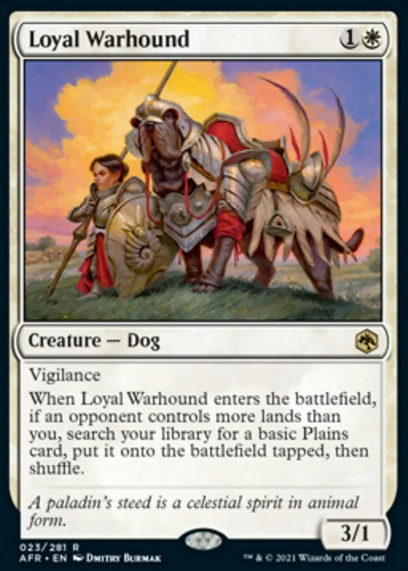 Loyal Warhound 1
Creature — Dog
Vigilance
When Loyal Warhound enters the battlefield,
if an opponent controls more lands than
you, search your library for a basic Plains
card, put it onto the battlefield tapped, then
shuffle.
A paladin's steed is a celestial spirit in animal
form.
3/1
023/281 R
AFR • EN Dmitry Burmak
™ & © 2021 Wizards of the Coast